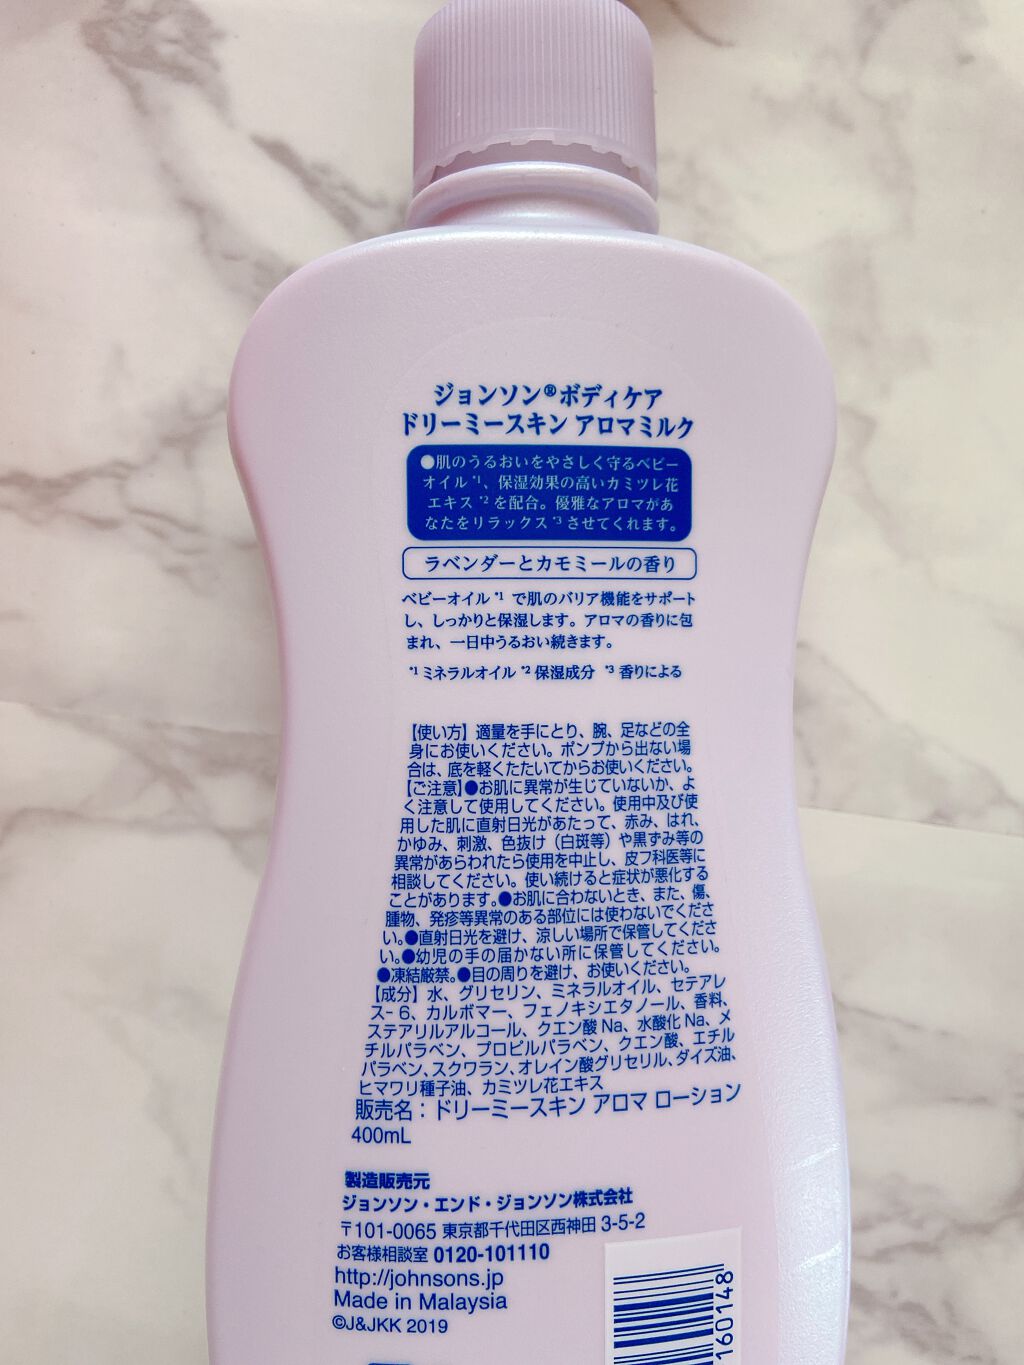 ジョンソン®ボディケア
ドリーミースキン アロマミルク
●肌のうるおいをやさしく守るベビー
オイル*1、保湿効果の高いカミツレ花
エキス*2を配合。優雅なアロマがあ
なたをリラックス*3させてくれます。
ラベンダーとカモミールの香り
ベビーオイル*1で肌のバリア機能をサポート
し、しっかりと保湿します。アロマの香りに包
まれ、一日中うるおい続きます。
*1ミネラルオイル *2保湿成分 *3香りによる
【使い方】適量を手にとり、腕、足などの全
身にお使いください。ポンプから出ない場
合は、底を軽くたたいてからお使いください。
【ご注意】●お肌に異常が生じていないか、よ
く注意して使用してください。使用中及び使
用した肌に直射日光があたって、赤み、はれ、
かゆみ、刺激、色抜け（白斑等）や黒ずみ等の
異常があらわれたら使用を中止し、皮フ科医等に
相談してください。使い続けると症状が悪化する
ことがあります。●お肌に合わないとき、また、傷、
腫物、発疹等異常のある部位には使わないでくださ
い。●直射日光を避け、涼しい場所で保管してくださ
い。●幼児の手の届かない所に保管してください。
●凍結厳禁。●目の周りを避け、お使いください。
【成分】水、グリセリン、ミネラルオイル、セテアレ
ス-6、カルボマー、フェノキシエタノール、香料、
ステアリルアルコール、クエン酸Na、水酸化Na、メ
チルパラベン、プロピルパラベン、クエン酸、エチル
パラベン、スクワラン、オレイン酸グリセリル、ダイズ油、
ヒマワリ種子油、カミツレ花エキス
販売名：ドリーミースキン アロマ ローション
400mL
製造販売元
ジョンソン・エンド・ジョンソン株式会社
〒101-0065 東京都千代田区西神田 3-5-2
お客様相談室 0120-101110
http://johnsons.jp
Made in Malaysia
©J&JKK 2019
160148